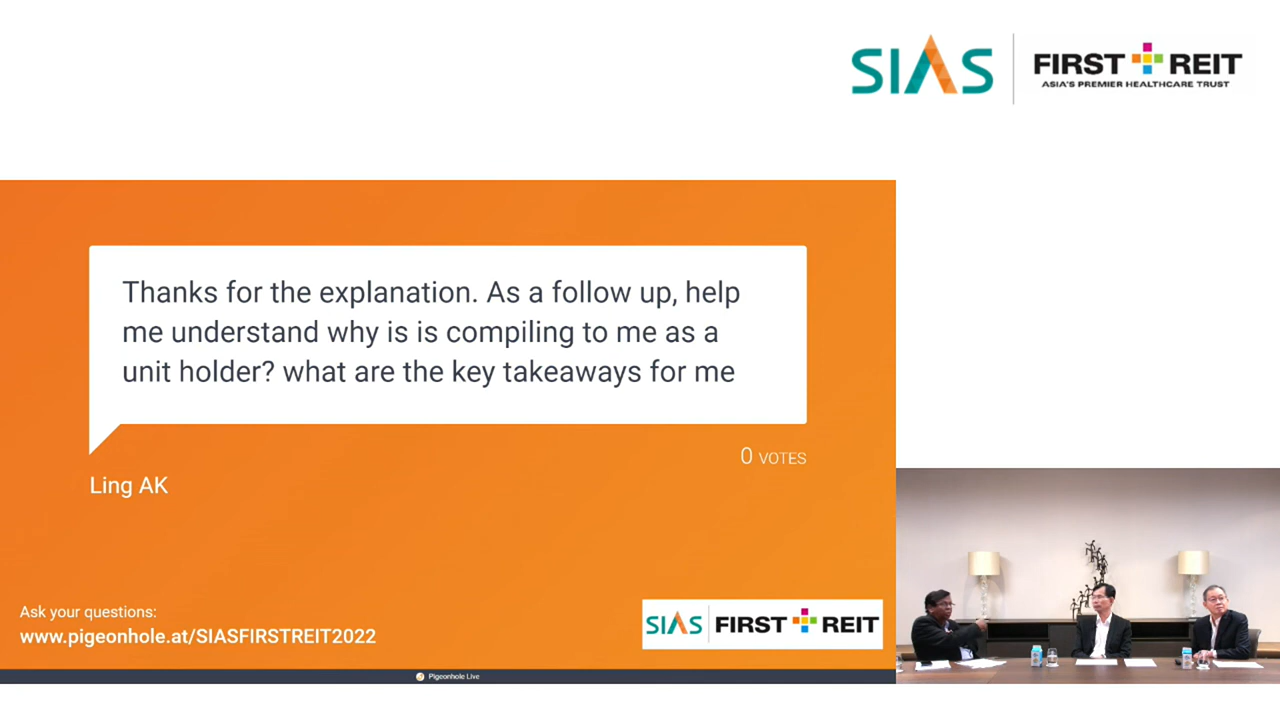 SIAS
FIRST REIT
ASIA'S PREMIER HEALTHCARE TRUST
Thanks for the explanation. As a follow up, help
me understand why is is compiling to me as a
unit holder? what are the key takeaways for me
0 VOTES
Ling AK
Ask your questions:
www.pigeonhole.at/SIASFIRSTREIT2022
SIAS FIRST REIT
Pigeonhole Live